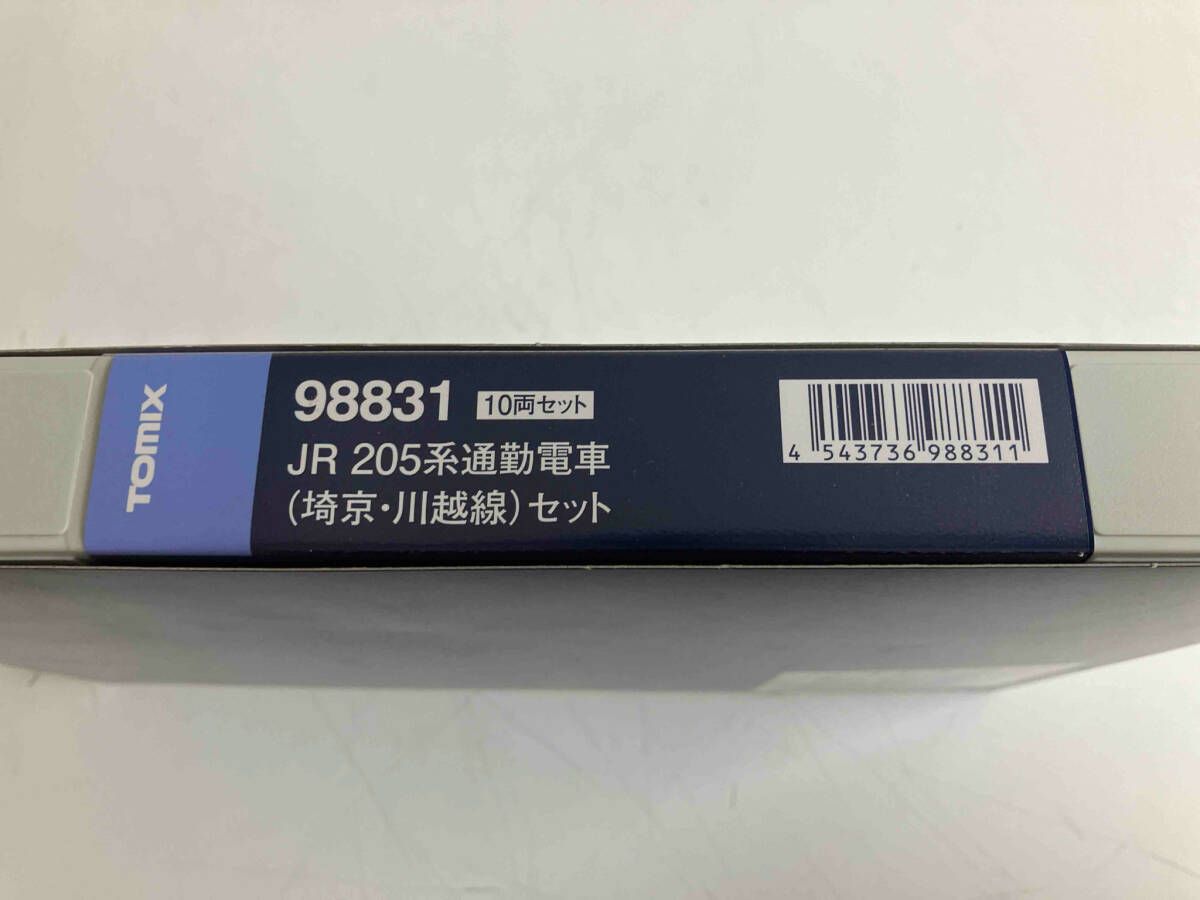 TOMIX
98831 10両セット
JR 205系通勤電車
(埼京・川越線)セット
4 543736 988311